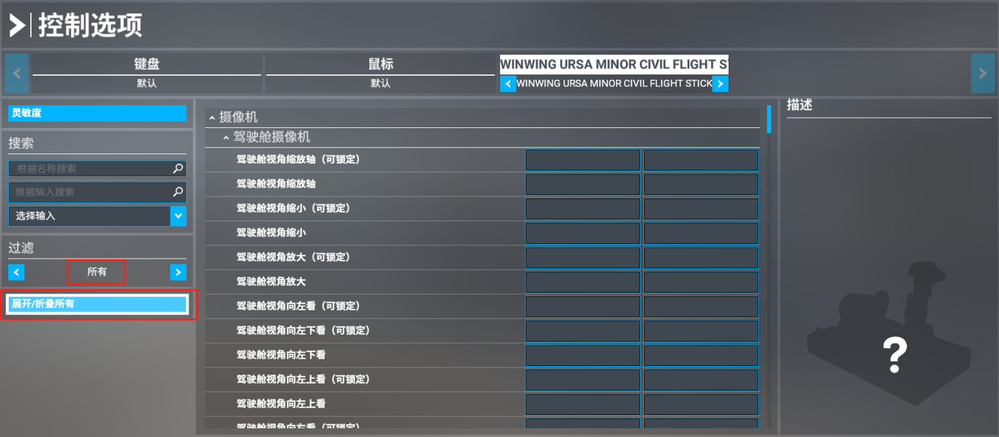 控制选项
键盘
默认
鼠标
默认
WINWING URSA MINOR CIVIL FLIGHT S
WINWING URSA MINOR CIVIL FLIGHT STICK
灵敏度
搜索
根据名称搜索
根据输入搜索
选择输入
过滤
所有
展开/折叠所有
摄像机
驾驶舱摄像机
驾驶舱视角缩放轴（可锁定）
驾驶舱视角缩放轴
驾驶舱视角缩小（可锁定）
驾驶舱视角缩小
驾驶舱视角放大（可锁定）
驾驶舱视角放大
驾驶舱视角向左看（可锁定）
驾驶舱视角向左下看（可锁定）
驾驶舱视角向左下看
驾驶舱视角向左上看（可锁定）
驾驶舱视角向左上看
驾驶舱视角向右看（可锁定）
描述
?